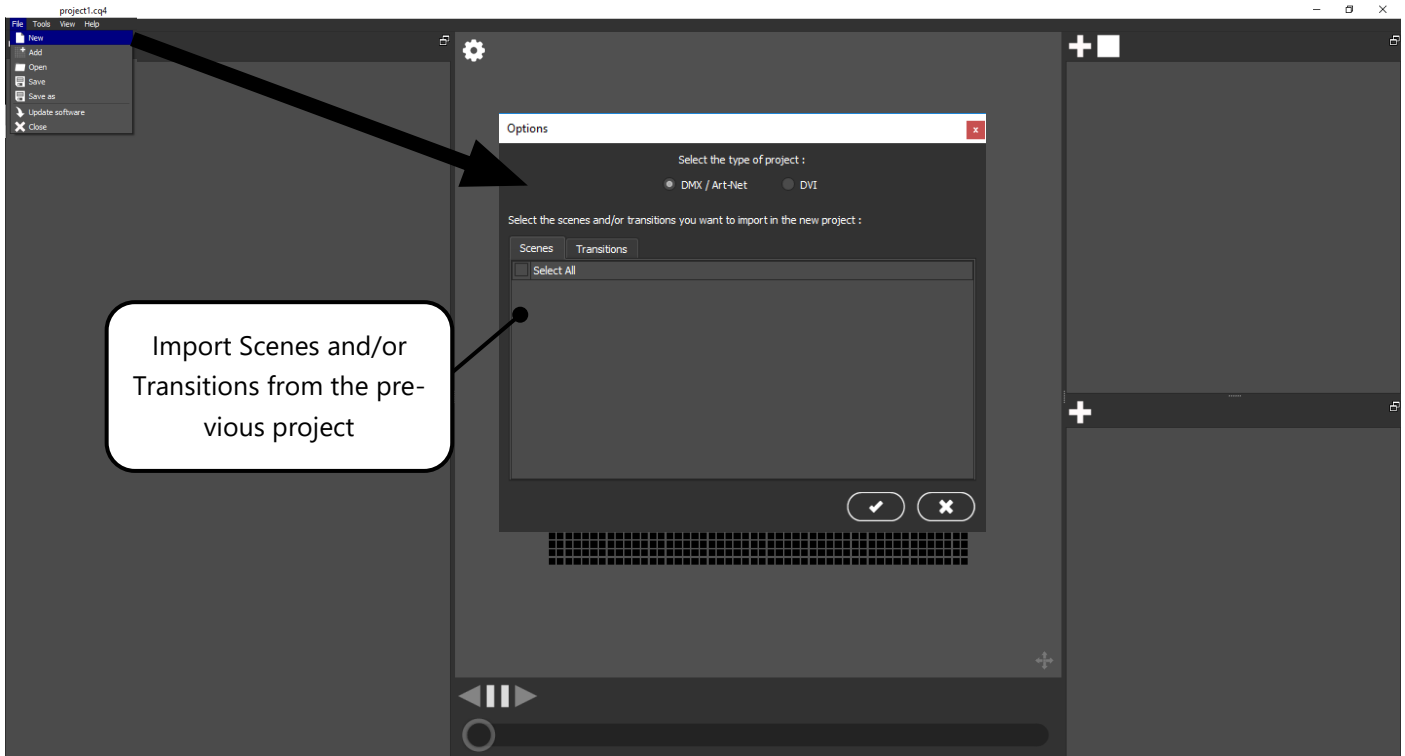 project1.cq4
File Tools View Help
New
Add
Open
Save
Save as
Update software
Close
Options
Select the type of project :
DMX / Art-Net DVI
Select the scenes and/or transitions you want to import in the new project :
Scenes Transitions
Select All
Import Scenes and/or
Transitions from the pre-
vious project